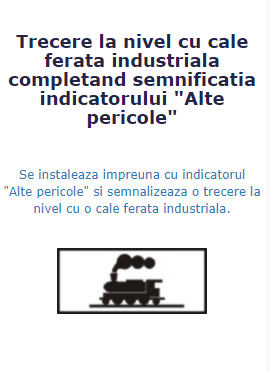 Trecere la nivel cu cale
ferata industriala
completand semnificatia
indicatorului "Alte
pericole"
Se instaleaza impreuna cu indicatorul
"Alte pericole" si semnalizeaza o trecere la
nivel cu o cale ferata industriala.